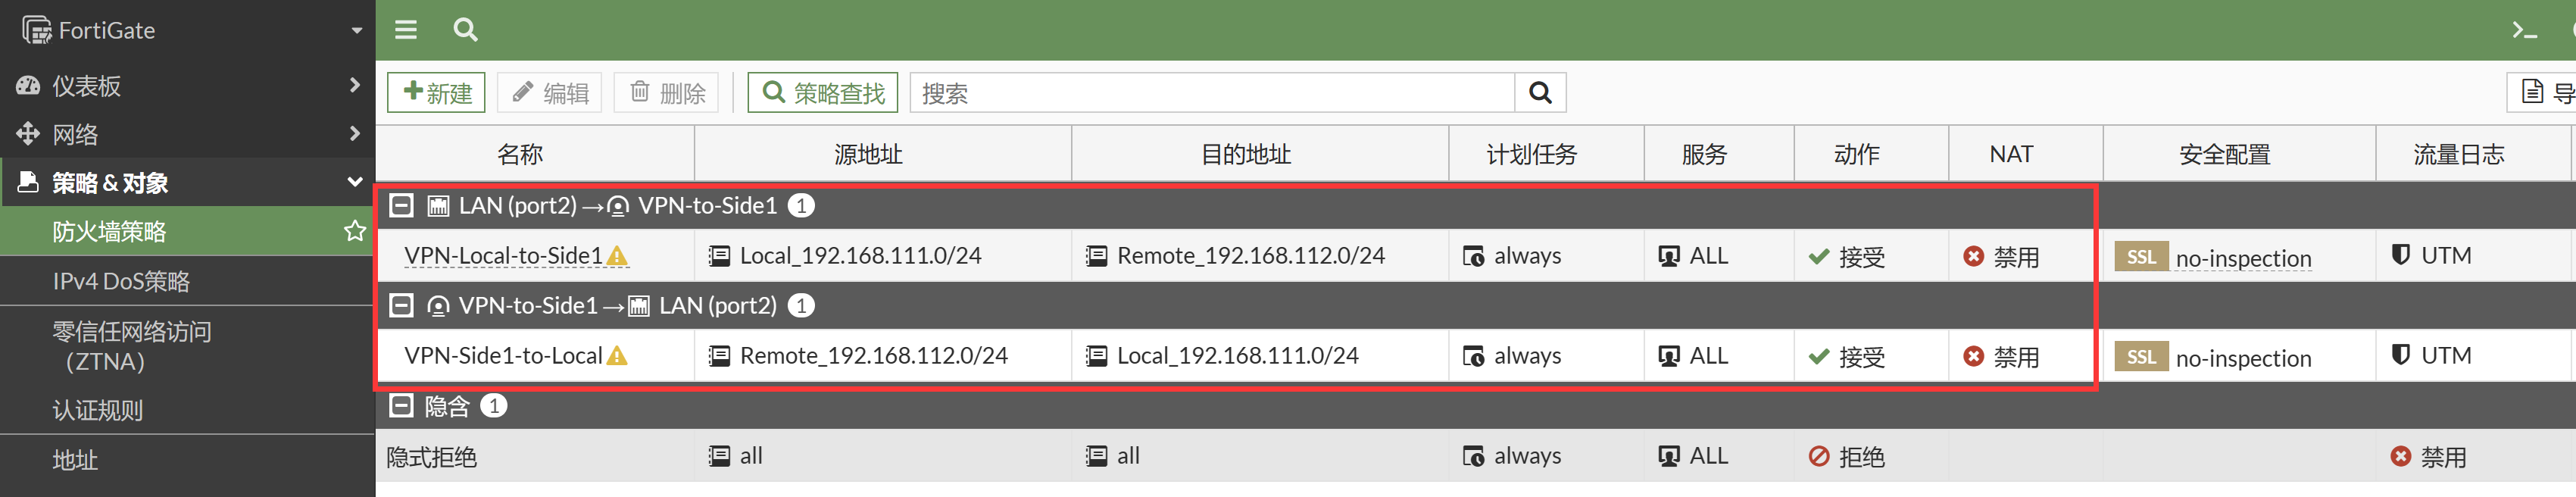 FortiGate
仪表板
网络
策略 & 对象
防火墙策略
IPv4 DoS策略
零信任网络访问
（ZTNA）
认证规则
地址
新建 编辑 删除 策略查找 搜索 导
名称 源地址 目的地址 计划任务 服务 动作 NAT 安全配置 流量日志
LAN (port2) → VPN-to-Side1 1
VPN-Local-to-Side1 Local_192.168.111.0/24 Remote_192.168.112.0/24 always ALL 接受 禁用 SSL no-inspection UTM
VPN-to-Side1 → LAN (port2) 1
VPN-Side1-to-Local Remote_192.168.112.0/24 Local_192.168.111.0/24 always ALL 接受 禁用 SSL no-inspection UTM
隐含 1
隐式拒绝 all all always ALL 拒绝 禁用